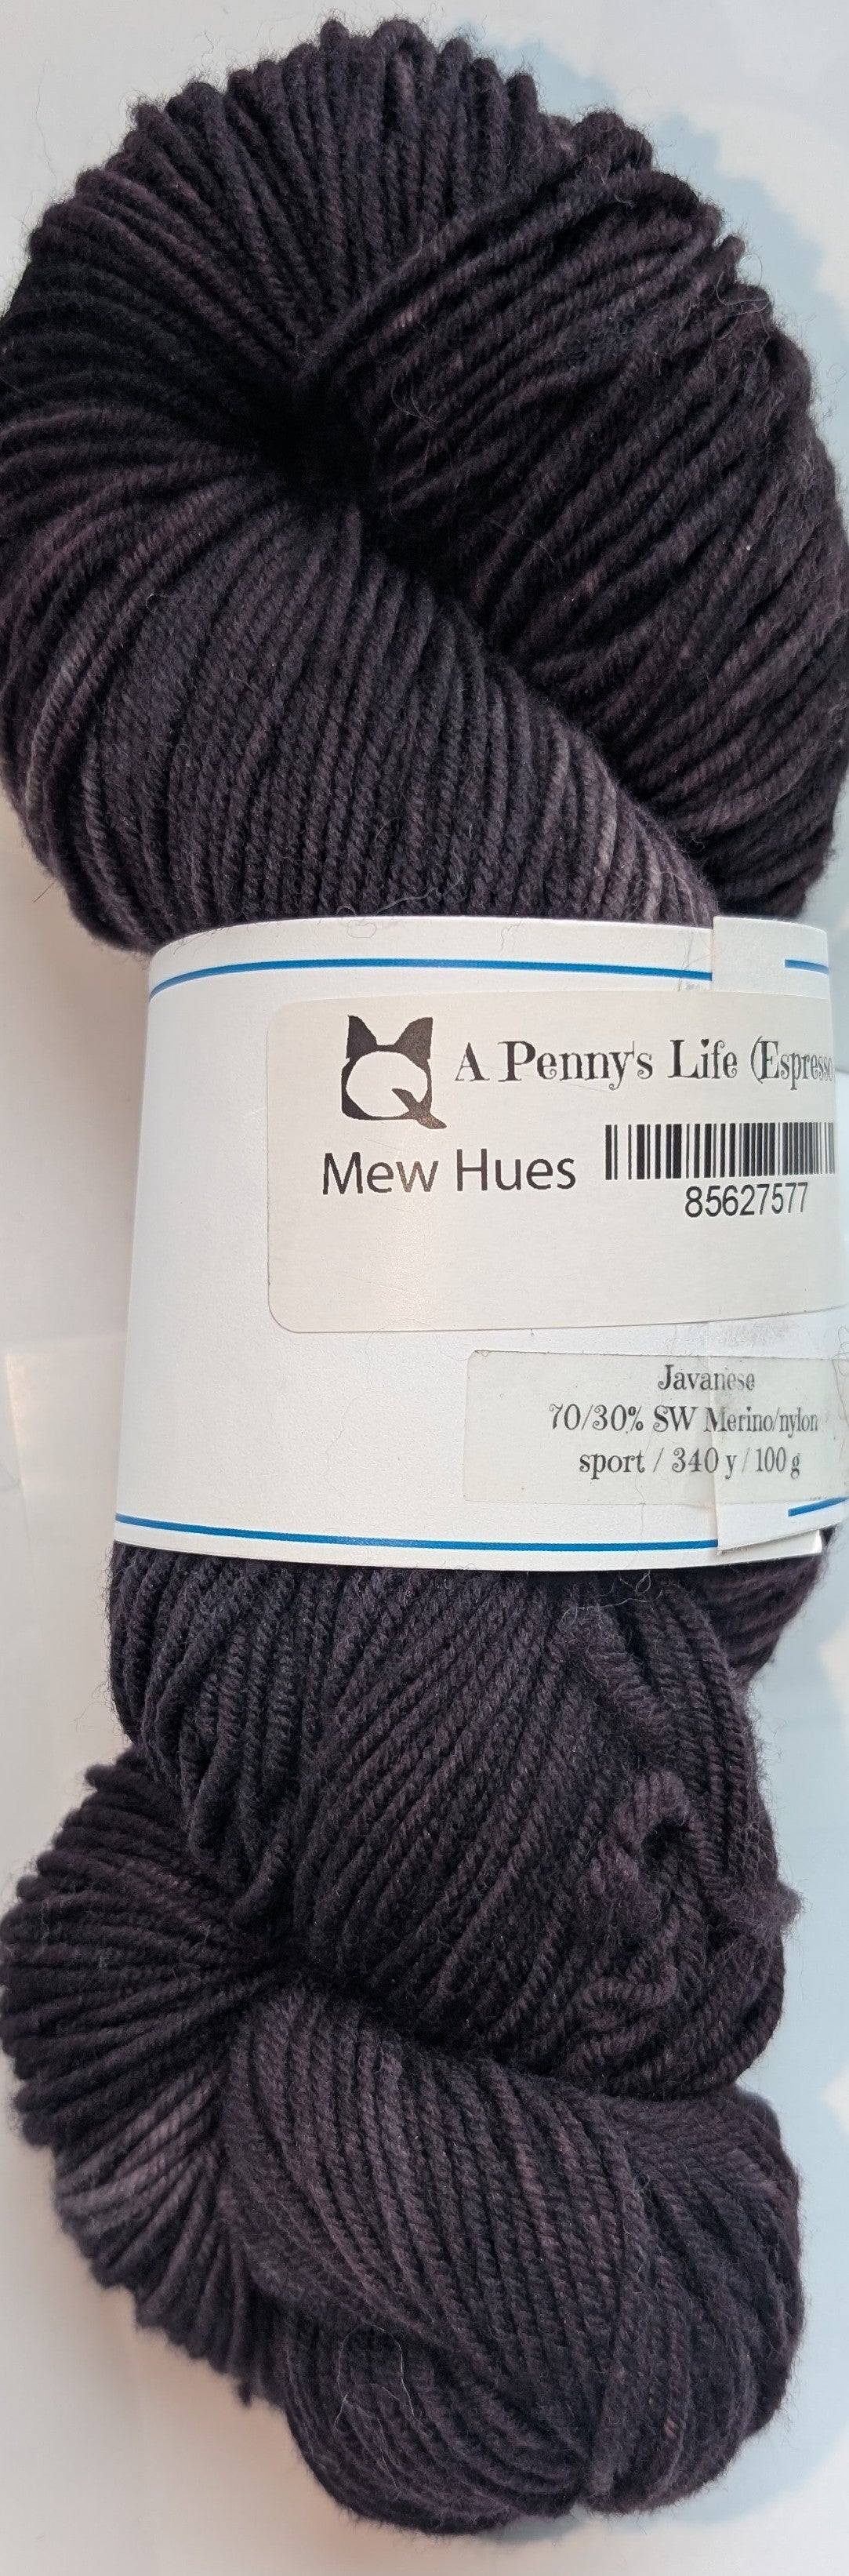 A Penny's Life (Espresso
Mew Hues
85627577
Javanese
70/30% SW Merino/nylon
sport / 340 y / 100 g